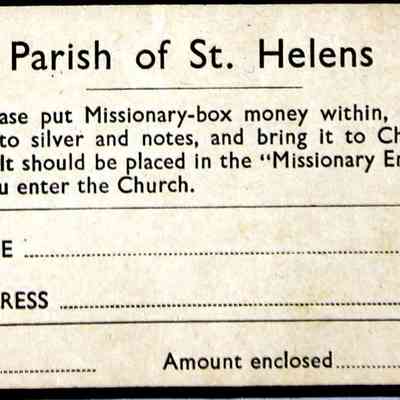 Parish of St. Helens
ase put Missionary-box money within,
to silver and notes, and bring it to Ch
It should be placed in the "Missionary En
u enter the Church.
E
RESS
Amount enclosed